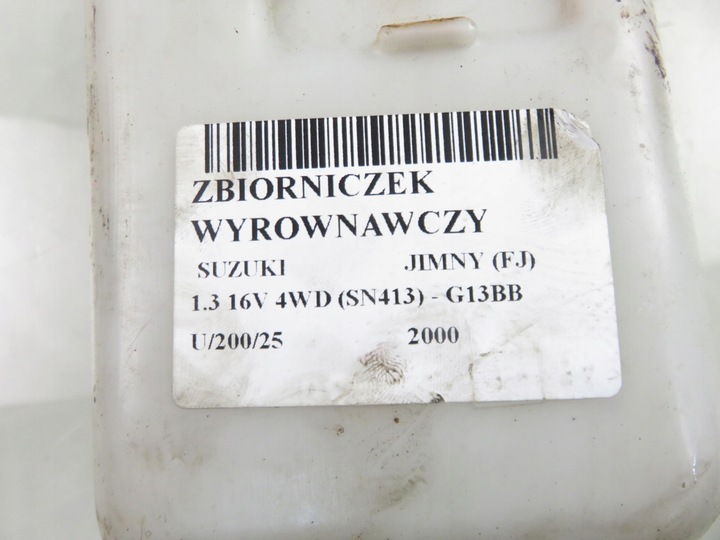 ZBIORNICZEK
WYROWNAWCZY
SUZUKI JIMNY (FJ)
1.3 16V 4WD (SN413) - G13BB
U/200/25 2000